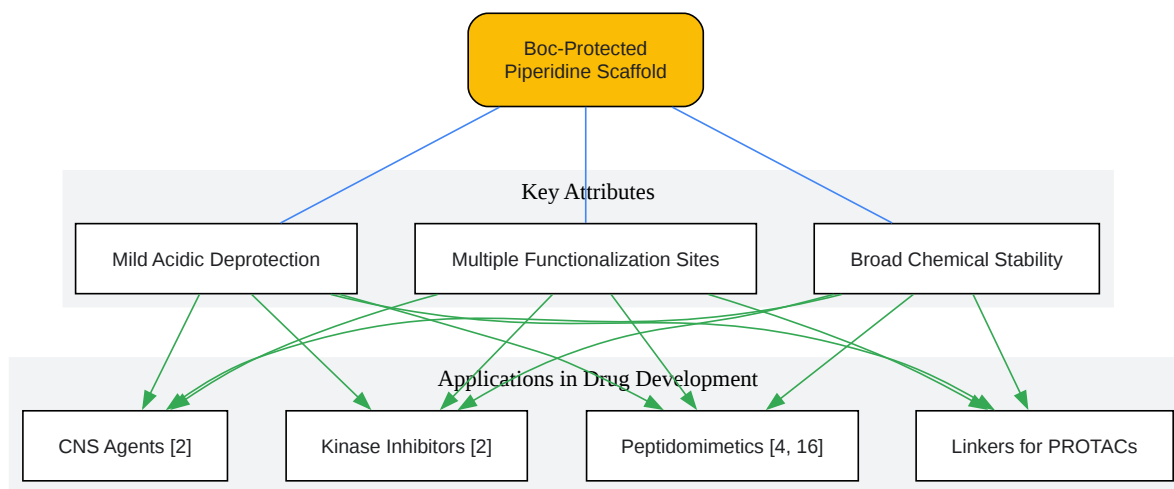 Boc-Protected
Piperidine Scaffold
Key Attributes
Mild Acidic Deprotection
Multiple Functionalization Sites
Broad Chemical Stability
Applications in Drug Development
CNS Agents [2]
Kinase Inhibitors [2]
Peptidomimetics [4, 16]
Linkers for PROTACs